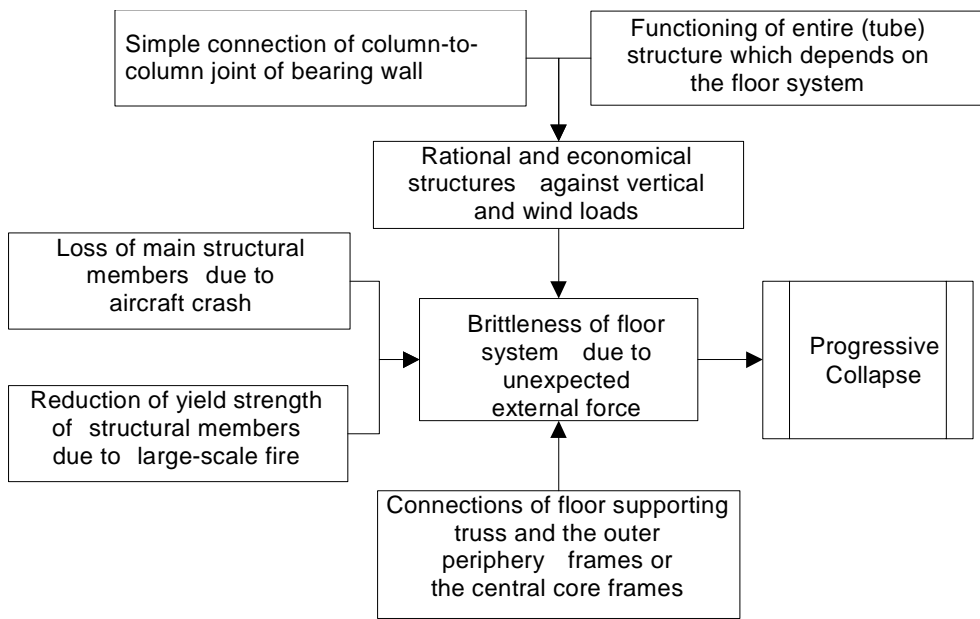 Simple connection of column-to-
column joint of bearing wall
Functioning of entire (tube)
structure which depends on
the floor system
Rational and economical
structures against vertical
and wind loads
Loss of main structural
members due to
aircraft crash
Reduction of yield strength
of structural members
due to large-scale fire
Brittleness of floor
system due to
unexpected
external force
Progressive
Collapse
Connections of floor supporting
truss and the outer
periphery frames or
the central core frames